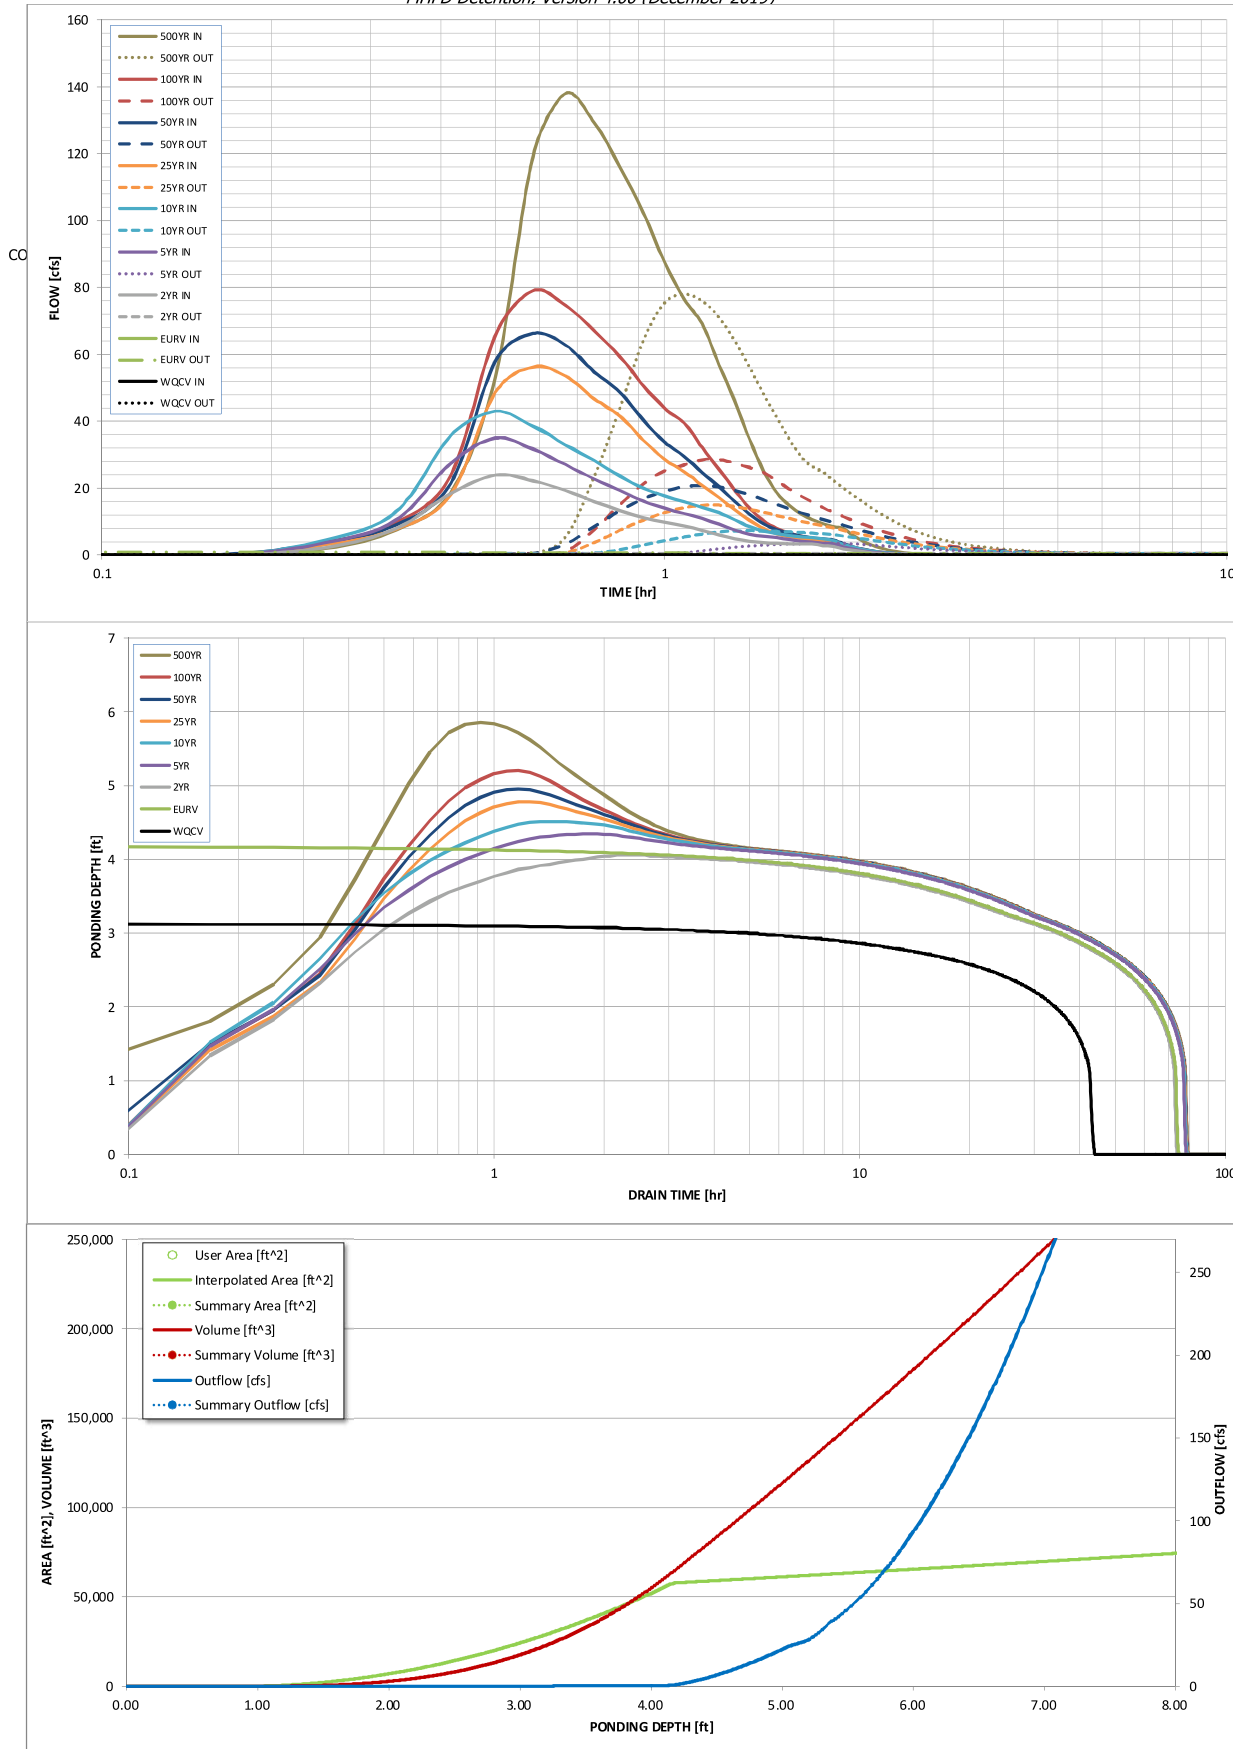 MHFD-Detention, Version 4.00 (December 2019)
160
140
120
100
80
60
40
20
0
FLOW [cfs]
CO
500YR IN
500YR OUT
100YR IN
100YR OUT
50YR IN
50YR OUT
25YR IN
25YR OUT
10YR IN
10YR OUT
5YR IN
5YR OUT
2YR IN
2YR OUT
EURV IN
EURV OUT
WQCV IN
WQCV OUT
0.1
1
10
TIME [hr]
7
6
5
4
3
2
1
0
PONDING DEPTH [ft]
500YR
100YR
50YR
25YR
10YR
5YR
2YR
EURV
WQCV
0.1
1
10
100
DRAIN TIME [hr]
250,000
200,000
150,000
100,000
50,000
0
AREA [ft^2], VOLUME [ft^3]
User Area [ft^2]
Interpolated Area [ft^2]
Summary Area [ft^2]
Volume [ft^3]
Summary Volume [ft^3]
Outflow [cfs]
Summary Outflow [cfs]
250
200
150
100
50
0
OUTFLOW [cfs]
0.00
1.00
2.00
3.00
4.00
5.00
6.00
7.00
8.00
PONDING DEPTH [ft]